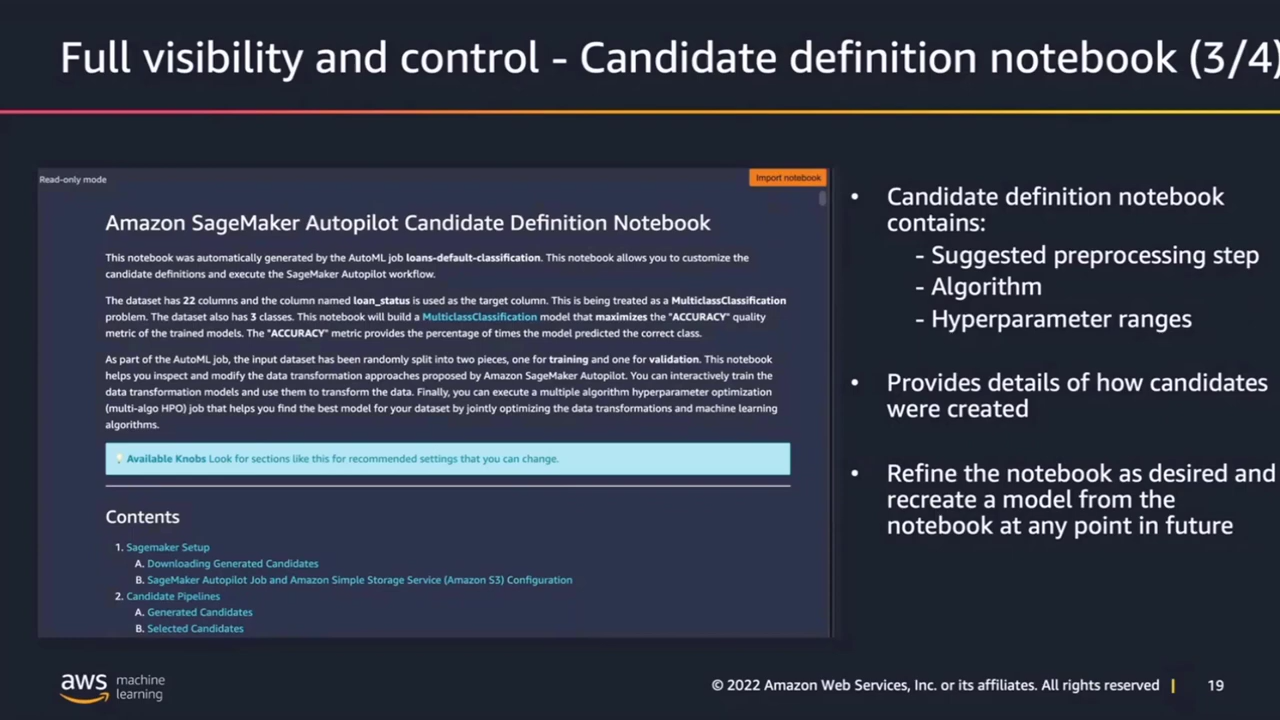 Full visibility and control - Candidate definition notebook (3/4)
Read-only mode
Import notebook
Amazon SageMaker Autopilot Candidate Definition Notebook
This notebook was automatically generated by the AutoML job loans-default-classification. This notebook allows you to customize the
candidate definitions and execute the SageMaker Autopilot workflow.
The dataset has 22 columns and the column named loan_status is used as the target column. This is being treated as a MulticlassClassification
problem. The dataset also has 3 classes. This notebook will build a MulticlassClassification model that maximizes the "ACCURACY" quality
metric of the trained models. The "ACCURACY" metric provides the percentage of times the model predicted the correct class.
As part of the AutoML job, the input dataset has been randomly split into two pieces, one for training and one for validation. This notebook
helps you inspect and modify the data transformation approaches proposed by Amazon SageMaker Autopilot. You can interactively train the
data transformation models and use them to transform the data. Finally, you can execute a multiple algorithm hyperparameter optimization
(multi-algo HPO) job that helps you find the best model for your dataset by jointly optimizing the data transformations and machine learning
algorithms.
Available Knobs Look for sections like this for recommended settings that you can change.
Contents
1. Sagemaker Setup
A. Downloading Generated Candidates
B. SageMaker Autopilot Job and Amazon Simple Storage Service (Amazon S3) Configuration
2. Candidate Pipelines
A. Generated Candidates
B. Selected Candidates
• Candidate definition notebook
contains:
- Suggested preprocessing step
- Algorithm
- Hyperparameter ranges
• Provides details of how candidates
were created
• Refine the notebook as desired and
recreate a model from the
notebook at any point in future
aws machine
learning
© 2022 Amazon Web Services, Inc. or its affiliates. All rights reserved | 19